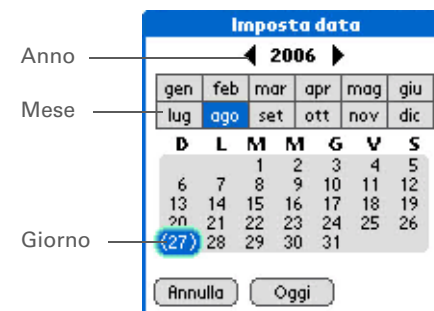 Imposta data
Anno
2006
gen feb mar apr mag giu
Mese
lug ago set ott nov dic
D L M M G V S
1 2 3 4 5
6 7 8 9 10 11 12
13 14 15 16 17 18 19
20 21 22 23 24 25 26
Giorno
(27) 28 29 30 31
Annulla Oggi